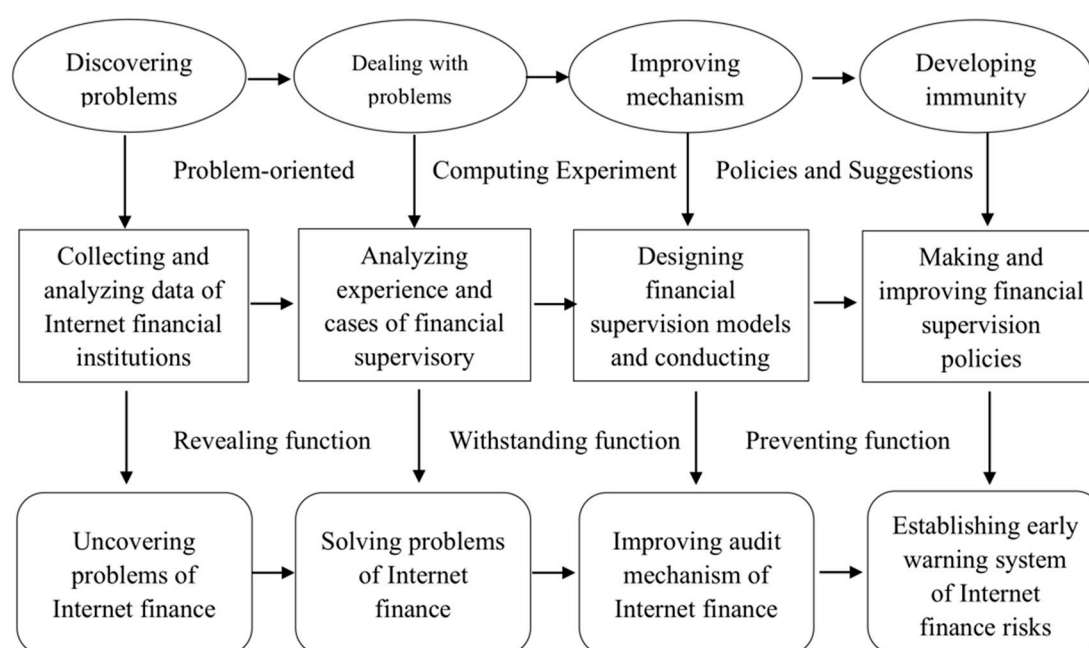 Discovering
problems
Dealing with
problems
Improving
mechanism
Developing
immunity
Problem-oriented
Computing Experiment
Policies and Suggestions
Collecting and
analyzing data of
Internet financial
institutions
Analyzing
experience and
cases of financial
supervisory
Designing
financial
supervision models
and conducting
Making and
improving financial
supervision
policies
Revealing function
Withstanding function
Preventing function
Uncovering
problems of
Internet finance
Solving problems
of Internet
finance
Improving audit
mechanism of
Internet finance
Establishing early
warning system
of Internet
finance risks